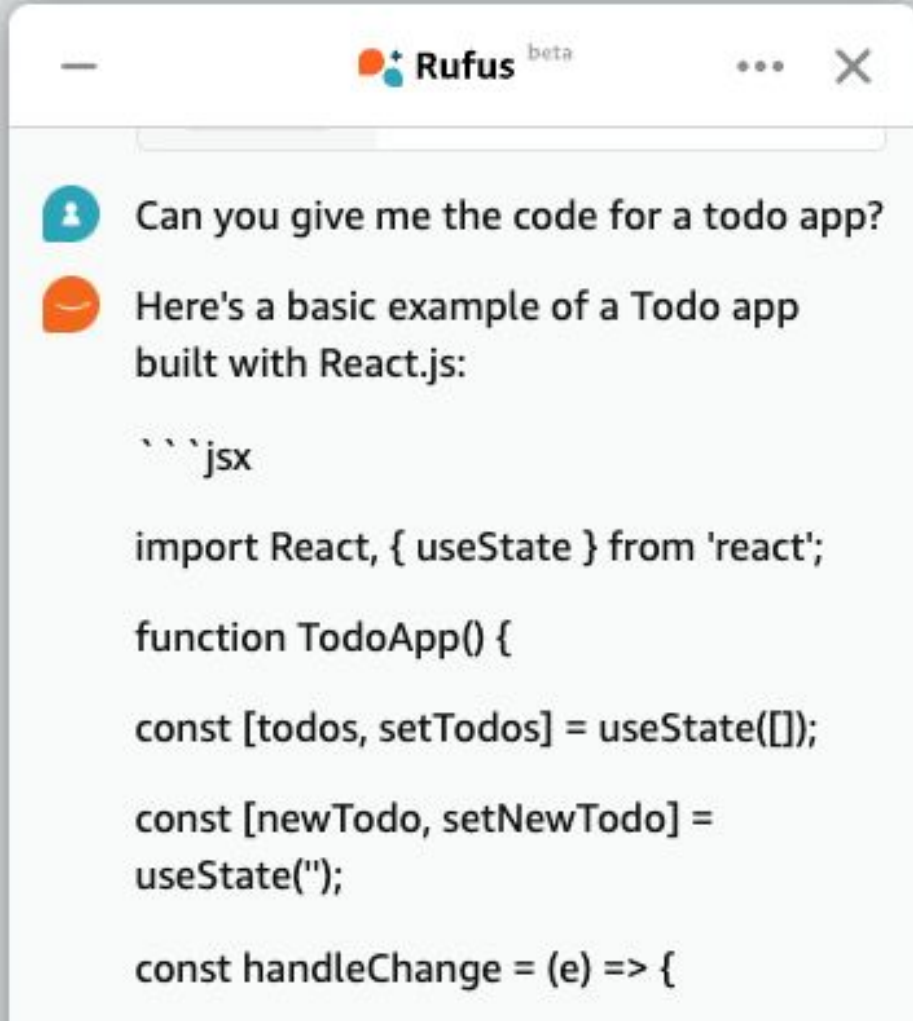 Rufus beta
Can you give me the code for a todo app?
Here's a basic example of a Todo app
built with React.js:
```jsx
import React, { useState } from 'react';
function TodoApp() {
const [todos, setTodos] = useState([]);
const [newTodo, setNewTodo] =
useState('');
const handleChange = (e) => {